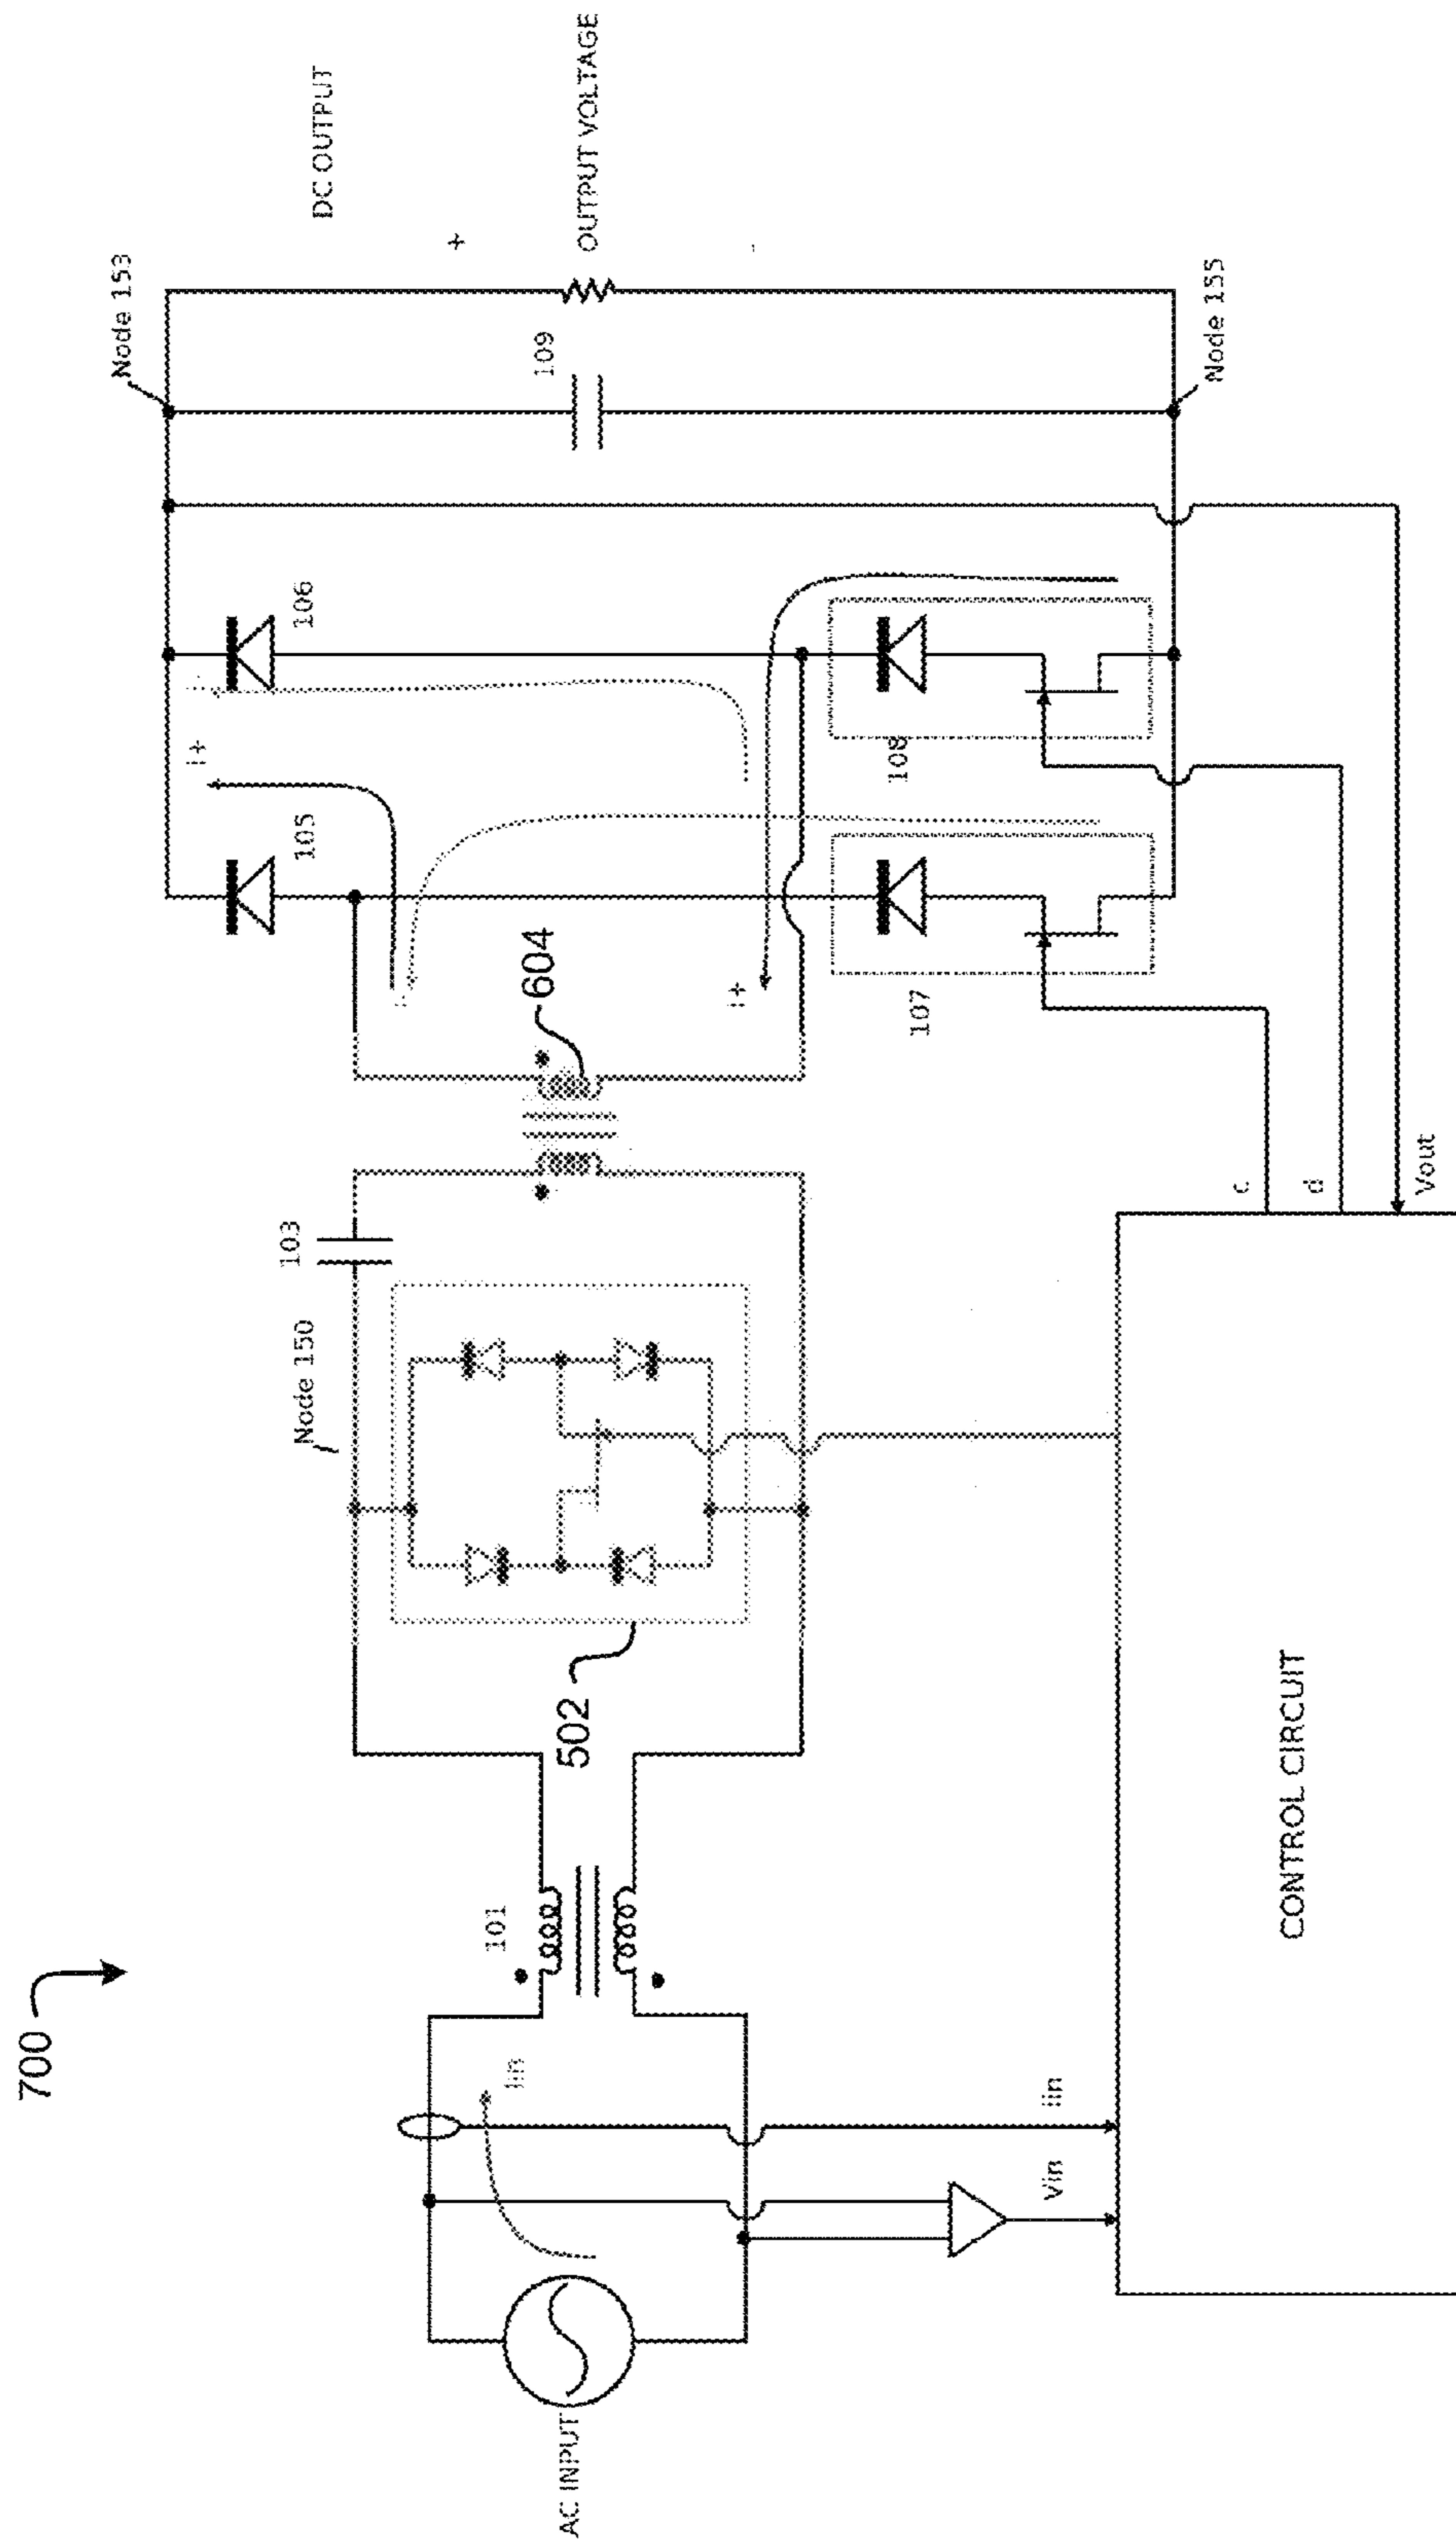 700
AC INPUT
Iin
101
Vin
Iin
502
Node 150
103
604
105
106
I+
I+
107
108
Node 153
109
DC OUTPUT
+
OUTPUT VOLTAGE
-
Node 155
c
d
Vout
CONTROL CIRCUIT